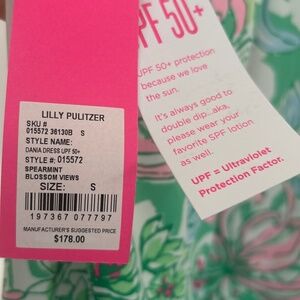 LILLY PULITZER
SKU #
015572 36130B S
STYLE NAME:
DANIA DRESS UPF 50+
STYLE #: 015572
SPEARMINT
BLOSSOM VIEWS
SIZE: S
197367 077797
MANUFACTURER'S SUGGESTED PRICE
$178.00
PF 50+
UPF 50+ protection
because we love
the sun.
It's always good to
double dip...aka,
please wear your
favorite SPF lotion
as well.
UPF = Ultraviolet
Protection Factor.